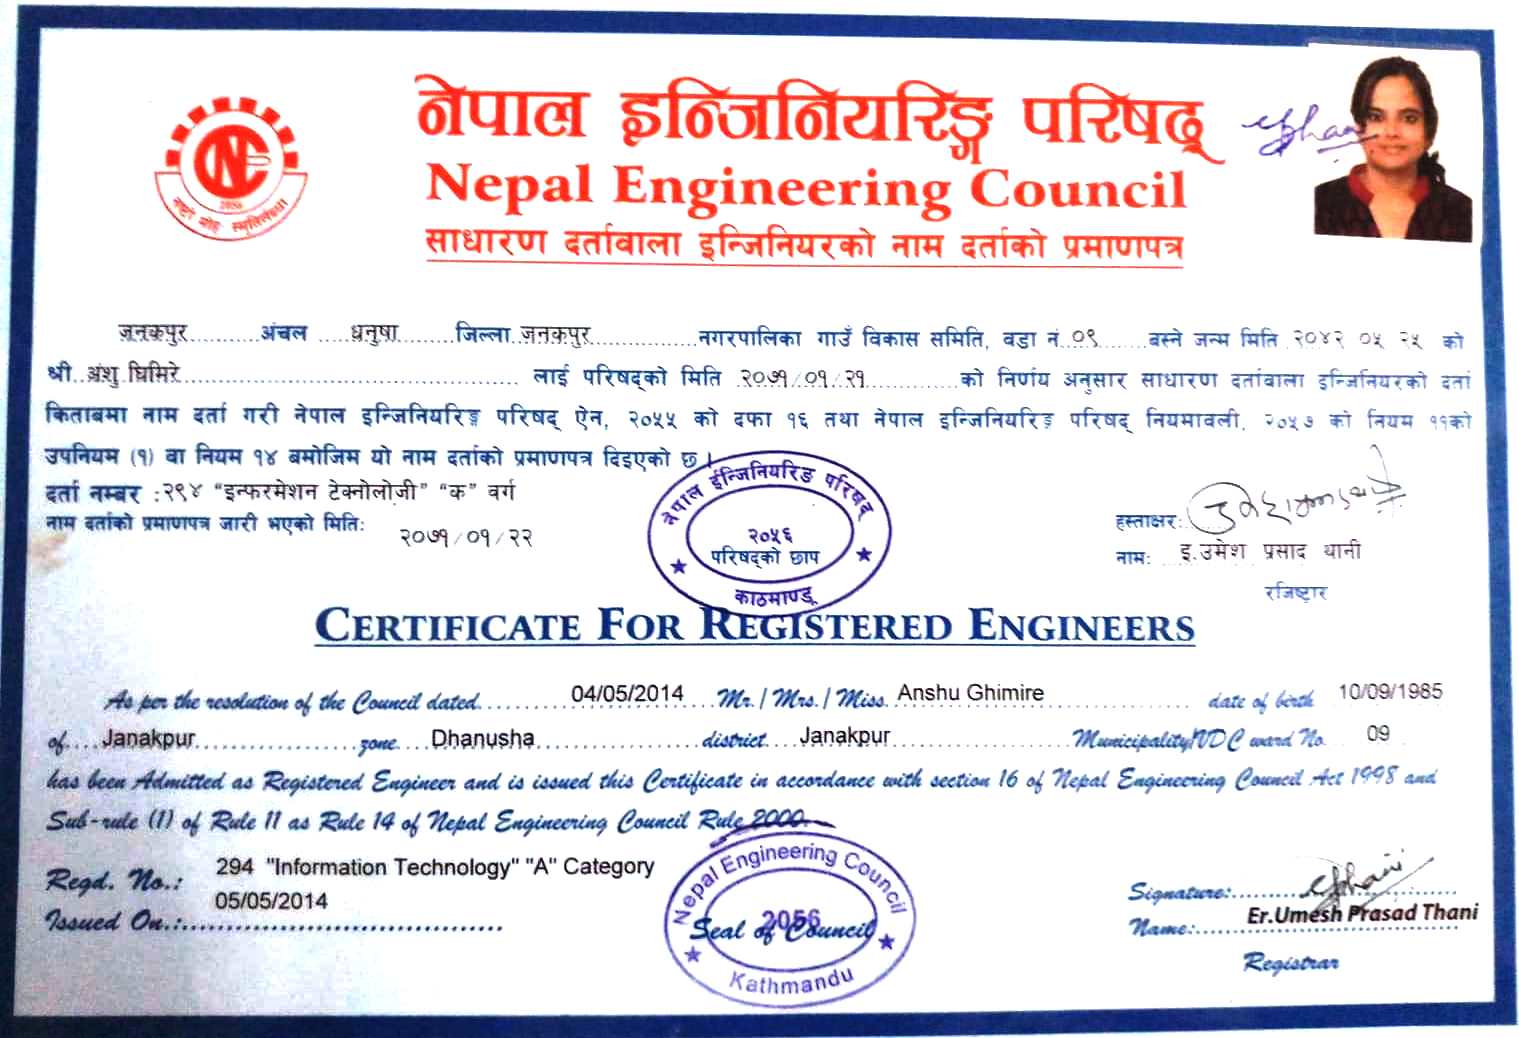 नेपाल इन्जिनियरिङ्ग परिषद्
Nepal Engineering Council
साधारण दर्तावाला इन्जिनियरको नाम दर्ताको प्रमाणपत्र
२०५६
जनकपुर..........अंचल ....धनुषा........जिल्ला जनकपुर...............नगरपालिका गाउँ विकास समिति, वडा नं ०९.......बस्ने जन्म मिति २०४२ ०५ २५ को
श्री अंशु घिमिरे................................................ लाई परिषद्को मिति २०७१/०१/२१.............को निर्णय अनुसार साधारण दर्तावाला इन्जिनियरको दर्ता
किताबमा नाम दर्ता गरी नेपाल इन्जिनियरिङ्ग परिषद् ऐन, २०५५ को दफा १६ तथा नेपाल इन्जिनियरिङ्ग परिषद् नियमावली, २०५७ को नियम ११को
उपनियम (१) वा नियम १४ बमोजिम यो नाम दर्ताको प्रमाणपत्र दिइएको छ।
दर्ता नम्बर :२९४ “इन्फरमेशन टेक्नोलोजी” “क” वर्ग
नाम दर्ताको प्रमाणपत्र जारी भएको मिति: २०७१/०१/२२
नेपाल ईन्जिनियरिङ परिषद्
२०५६
परिषद्को छाप
काठमाण्डू
हस्ताक्षर:
नाम: इ.उमेश प्रसाद थानी
रजिष्ट्रार
CERTIFICATE FOR REGISTERED ENGINEERS
As per the resolution of the Council dated............04/05/2014.....Mr./ Mrs./ Miss. Anshu Ghimire.................... date of birth 10/09/1985
of....Janakpur...................zone....Dhanusha....................district....Janakpur......................Municipality/VDC ward No. 09
has been Admitted as Registered Engineer and is issued this Certificate in accordance with section 16 of Nepal Engineering Council Act 1998 and
Sub-rule (1) of Rule 11 as Rule 14 of Nepal Engineering Council Rule 2000.
Regd. No.: 294 "Information Technology" "A" Category
Issued On.:.....05/05/2014
Nepal Engineering Council
2056
Seal of Council
Kathmandu
Signature:
Name: Er.Umesh Prasad Thani
Registrar